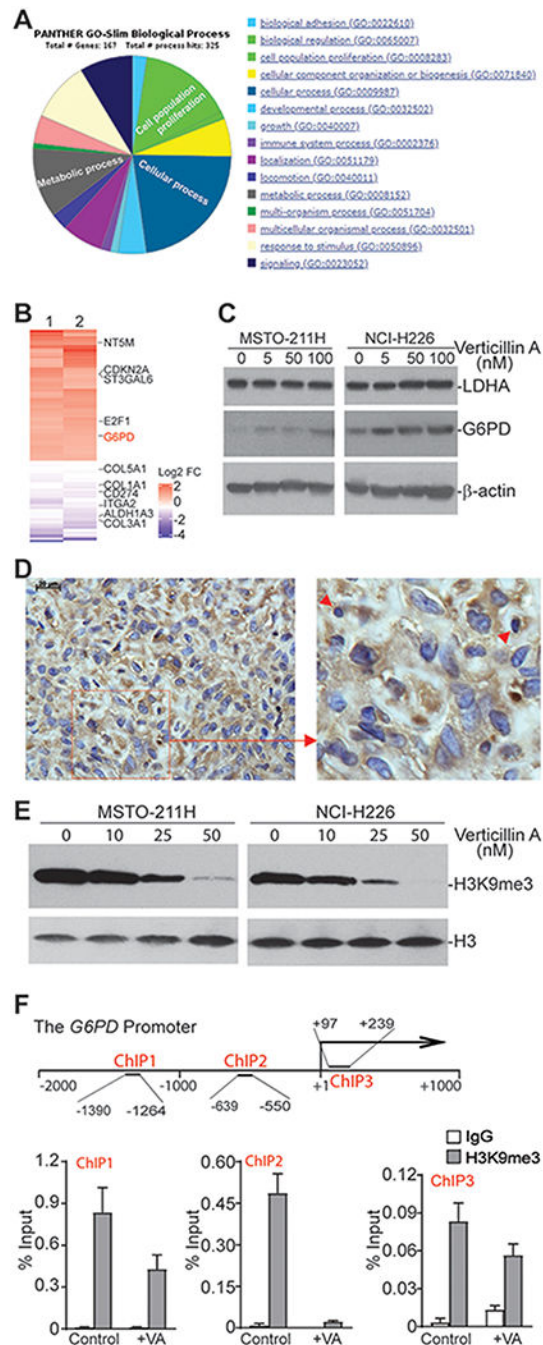 A
PANTHER GO-Slim Biological Process
Total # Genes: 167 Total # process hits: 325
Cell population proliferation
Cellular process
Metabolic process
biological adhesion (GO:0022610)
biological regulation (GO:0065007)
cell population proliferation (GO:0008283)
cellular component organization or biogenesis (GO:0071840)
cellular process (GO:0009987)
developmental process (GO:0032502)
growth (GO:0040007)
immune system process (GO:0002376)
localization (GO:0051179)
locomotion (GO:0040011)
metabolic process (GO:0008152)
multi-organism process (GO:0051704)
multicellular organismal process (GO:0032501)
response to stimulus (GO:0050896)
signaling (GO:0023052)
B
1 2
NT5M
CDKN2A
ST3GAL6
E2F1
G6PD
COL5A1
COL1A1
CD274
ITGA2
ALDH1A3
COL3A1
Log2 FC
2
0
-2
-4
C
MSTO-211H NCI-H226 Verticillin A
0 5 50 100 0 5 50 100 (nM)
-LDHA
-G6PD
-β-actin
D
E
MSTO-211H NCI-H226
0 10 25 50 0 10 25 50 Verticillin A
(nM)
-H3K9me3
-H3
F
The G6PD Promoter
+97 +239
ChIP1 ChIP2 ChIP3
-2000 -1000 +1 +1000
-1390 -1264 -639 -550
IgG
H3K9me3
ChIP1
% Input
1.2
0.9
0.6
0.3
0
Control +VA
ChIP2
% Input
0.60
0.45
0.30
0.15
0
Control +VA
ChIP3
% Input
0.12
0.09
0.06
0.03
0
Control +VA